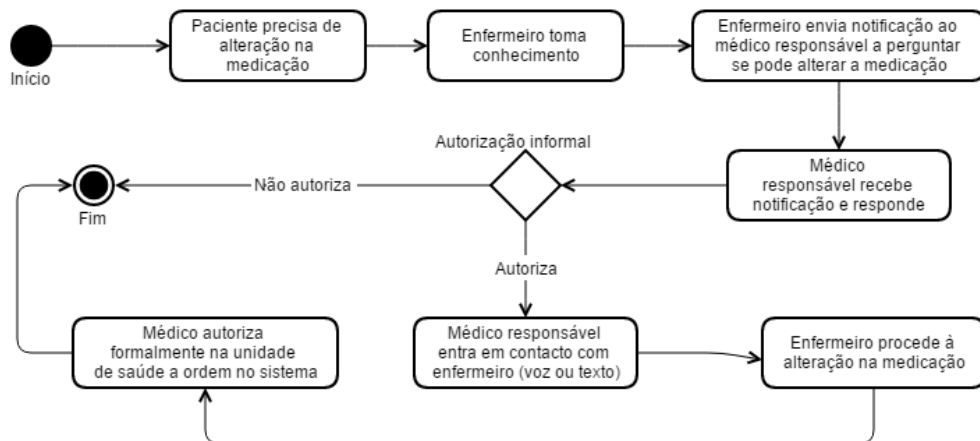 Início
Paciente precisa de
alteração na
medicação
Enfermeiro toma
conhecimento
Enfermeiro envia notificação ao
médico responsável a perguntar
se pode alterar a medicação
Médico
responsável recebe
notificação e responde
Autorização informal
Não autoriza
Fim
Autoriza
Médico responsável
entra em contacto com
enfermeiro (voz ou texto)
Enfermeiro procede à
alteração na medicação
Médico autoriza
formalmente na unidade
de saúde a ordem no sistema